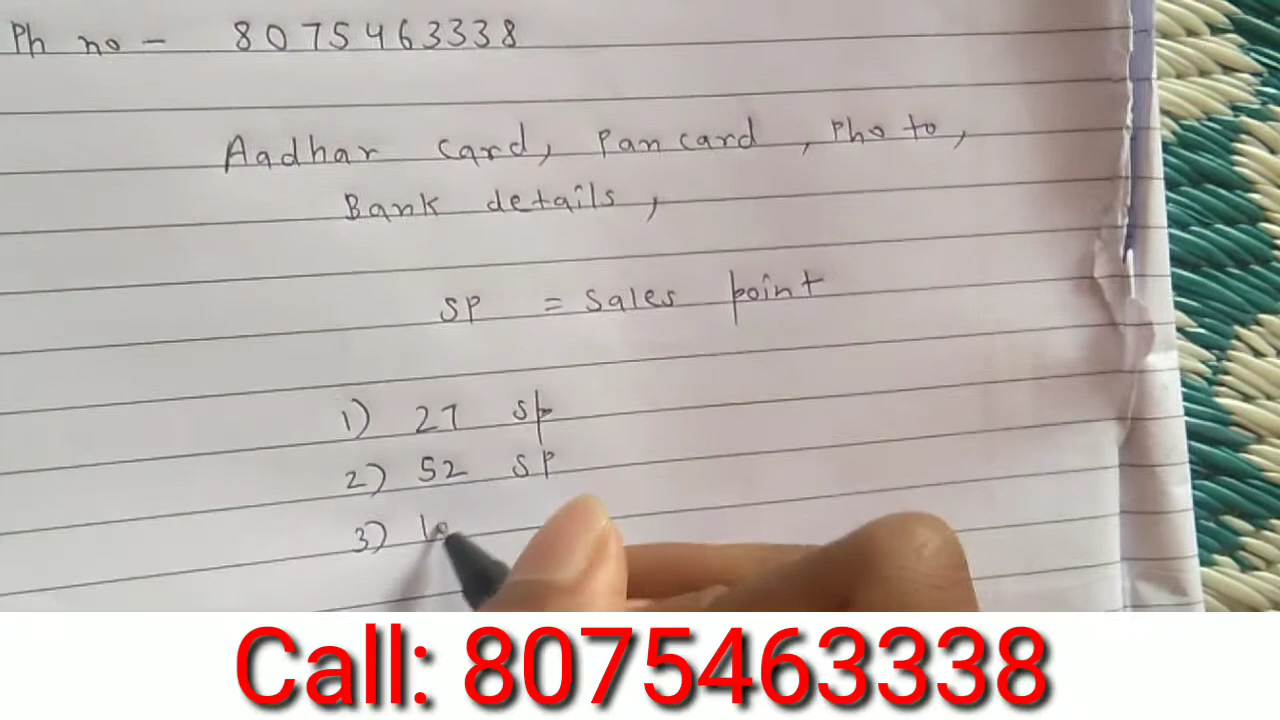 Ph no - 8075463338
Aadhar card, Pan card, Photo,
Bank details,
SP = Sales point
1) 27 sp
2) 52 SP
3) 10
Call: 8075463338